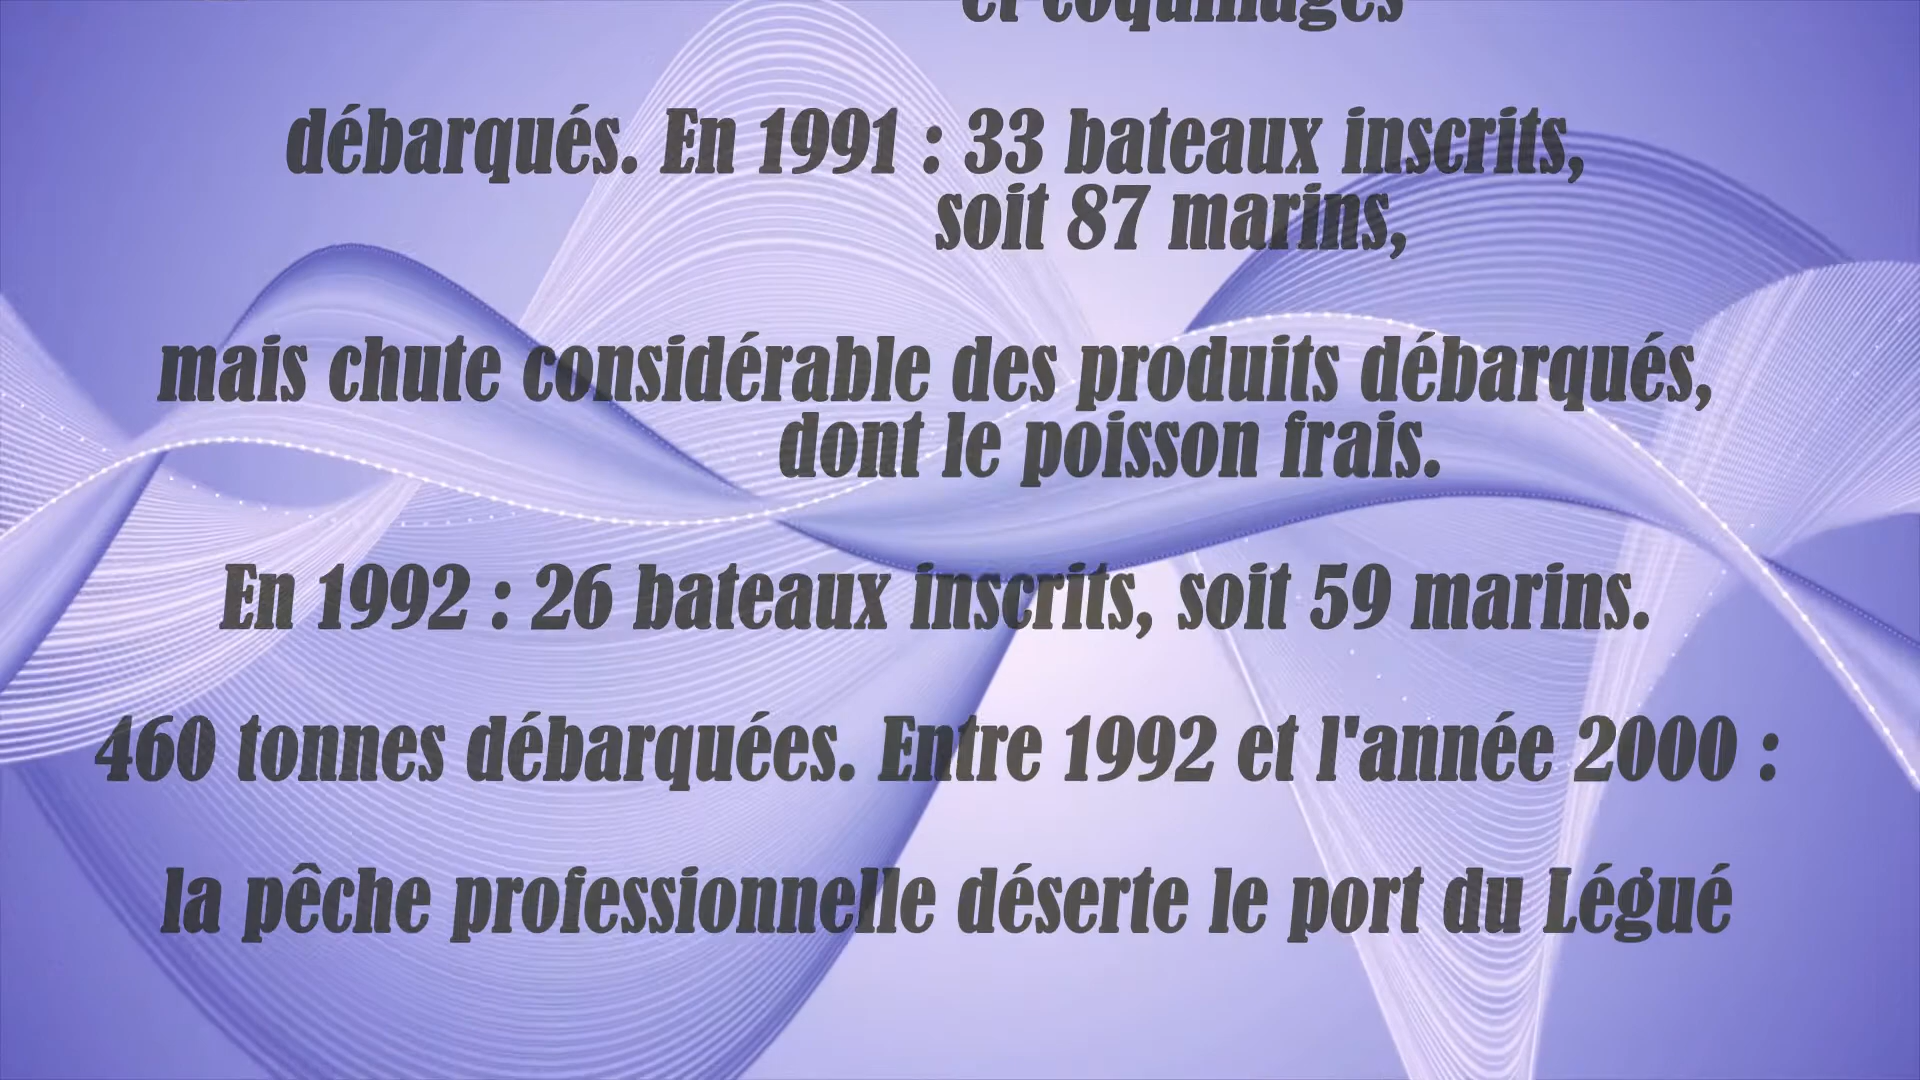 et coquillages
débarqués. En 1991 : 33 bateaux inscrits,
soit 87 marins,
mais chute considérable des produits débarqués,
dont le poisson frais.
En 1992 : 26 bateaux inscrits, soit 59 marins.
460 tonnes débarquées. Entre 1992 et l'année 2000 :
la pêche professionnelle déserte le port du Légué